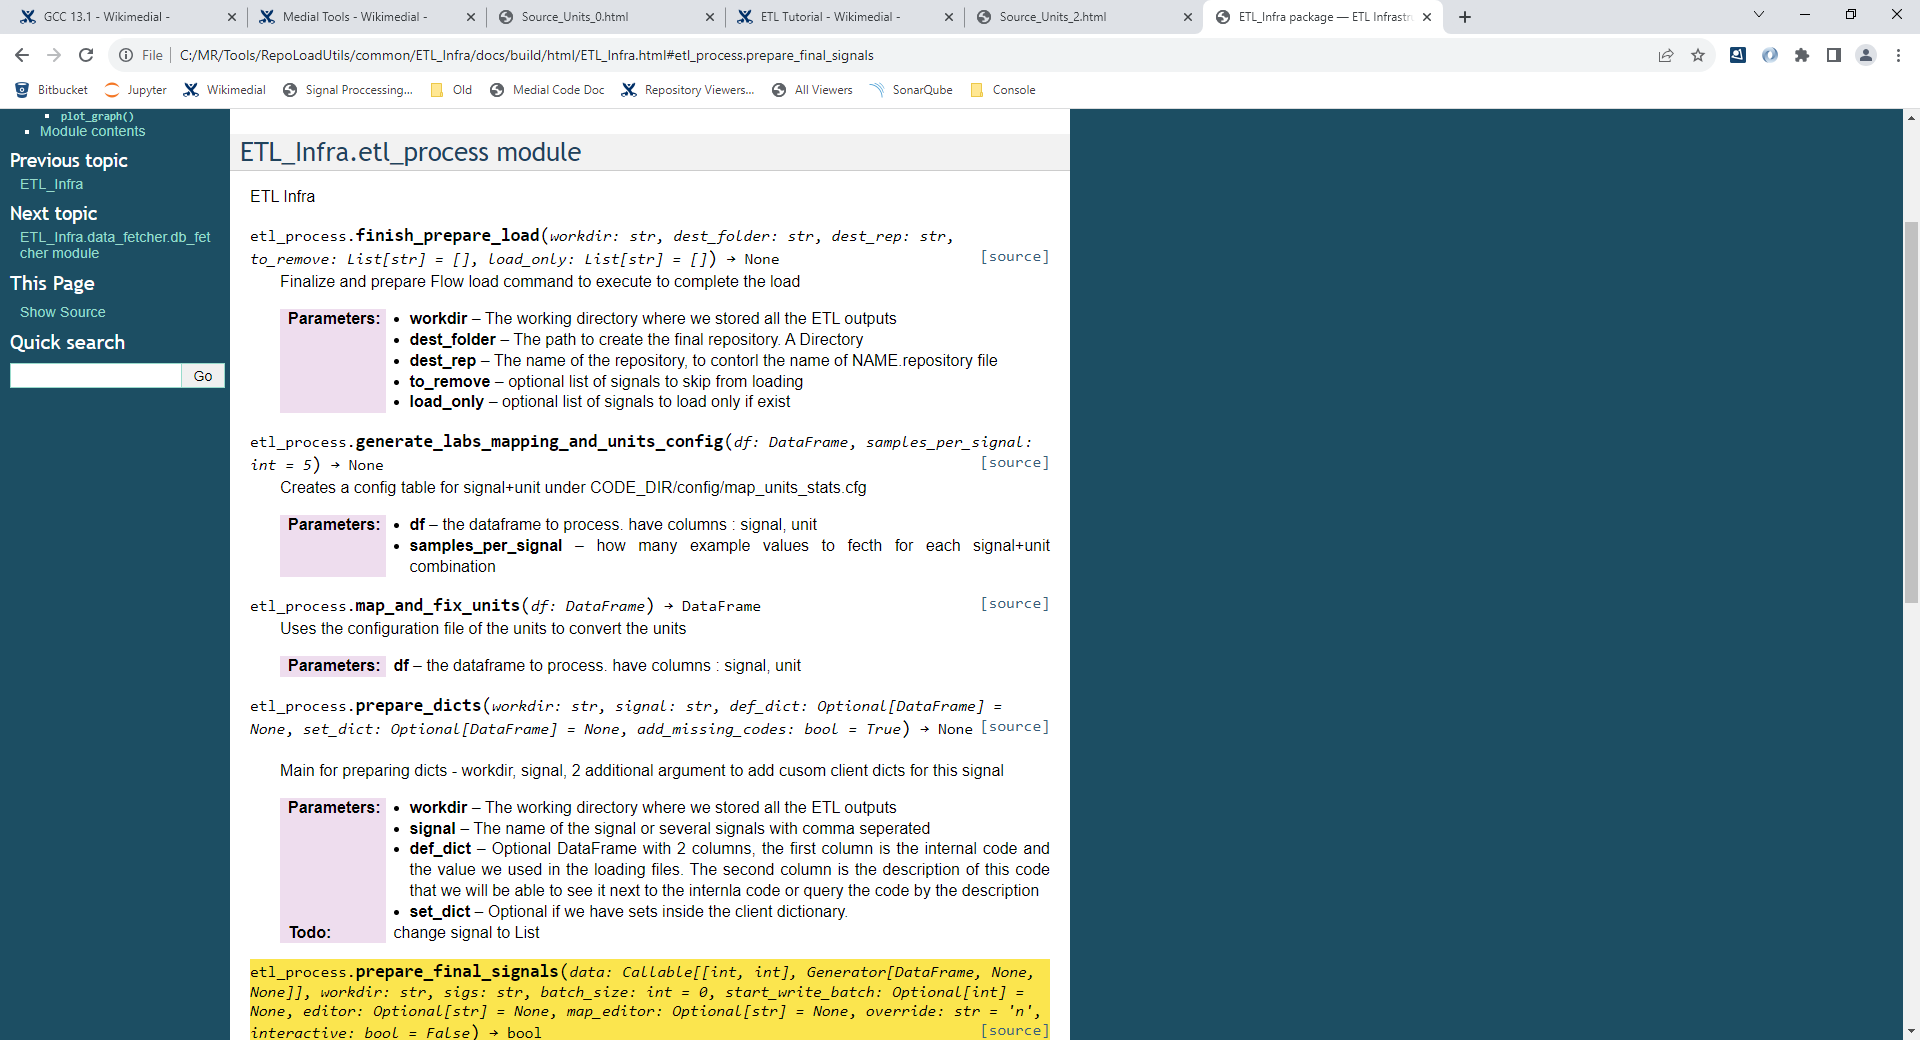 GCC 13.1 - Wikimedial -
Medial Tools - Wikimedial -
Source_Units_0.html
ETL Tutorial - Wikimedial -
Source_Units_2.html
ETL_Infra package — ETL Infrastr
File
C:/MR/Tools/RepoLoadUtils/common/ETL_Infra/docs/build/html/ETL_Infra.html#etl_process.prepare_final_signals
Bitbucket
Jupyter
Wikimedial
Signal Proccessing...
Old
Medial Code Doc
Repository Viewers...
All Viewers
SonarQube
Console
plot_graph()
Module contents
Previous topic
ETL_Infra
Next topic
ETL_Infra.data_fetcher.db_fet
cher module
This Page
Show Source
Quick search
Go
ETL_Infra.etl_process module
ETL Infra
etl_process.finish_prepare_load(workdir: str, dest_folder: str, dest_rep: str,
to_remove: List[str] = [], load_only: List[str] = []) → None [source]
Finalize and prepare Flow load command to execute to complete the load
Parameters: • workdir – The working directory where we stored all the ETL outputs
• dest_folder – The path to create the final repository. A Directory
• dest_rep – The name of the repository, to contorl the name of NAME.repository file
• to_remove – optional list of signals to skip from loading
• load_only – optional list of signals to load only if exist
etl_process.generate_labs_mapping_and_units_config(df: DataFrame, samples_per_signal:
int = 5) → None [source]
Creates a config table for signal+unit under CODE_DIR/config/map_units_stats.cfg
Parameters: • df – the dataframe to process. have columns : signal, unit
• samples_per_signal – how many example values to fecth for each signal+unit
combination
etl_process.map_and_fix_units(df: DataFrame) → DataFrame [source]
Uses the configuration file of the units to convert the units
Parameters: df – the dataframe to process. have columns : signal, unit
etl_process.prepare_dicts(workdir: str, signal: str, def_dict: Optional[DataFrame] =
None, set_dict: Optional[DataFrame] = None, add_missing_codes: bool = True) → None [source]
Main for preparing dicts - workdir, signal, 2 additional argument to add cusom client dicts for this signal
Parameters: • workdir – The working directory where we stored all the ETL outputs
• signal – The name of the signal or several signals with comma seperated
• def_dict – Optional DataFrame with 2 columns, the first column is the internal code and
the value we used in the loading files. The second column is the description of this code
that we will be able to see it next to the internla code or query the code by the description
• set_dict – Optional if we have sets inside the client dictionary.
Todo: change signal to List
etl_process.prepare_final_signals(data: Callable[[int, int], Generator[DataFrame, None,
None]], workdir: str, sigs: str, batch_size: int = 0, start_write_batch: Optional[int] =
None, editor: Optional[str] = None, map_editor: Optional[str] = None, override: str = 'n',
interactive: bool = False) → bool [source]